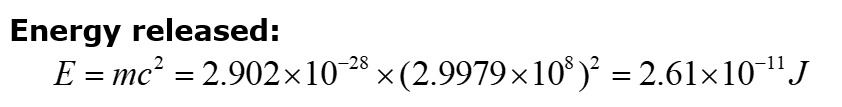 Energy released:
E = mc² = 2.902×10⁻²⁸ ×(2.9979×10⁸)² = 2.61×10⁻¹¹ J